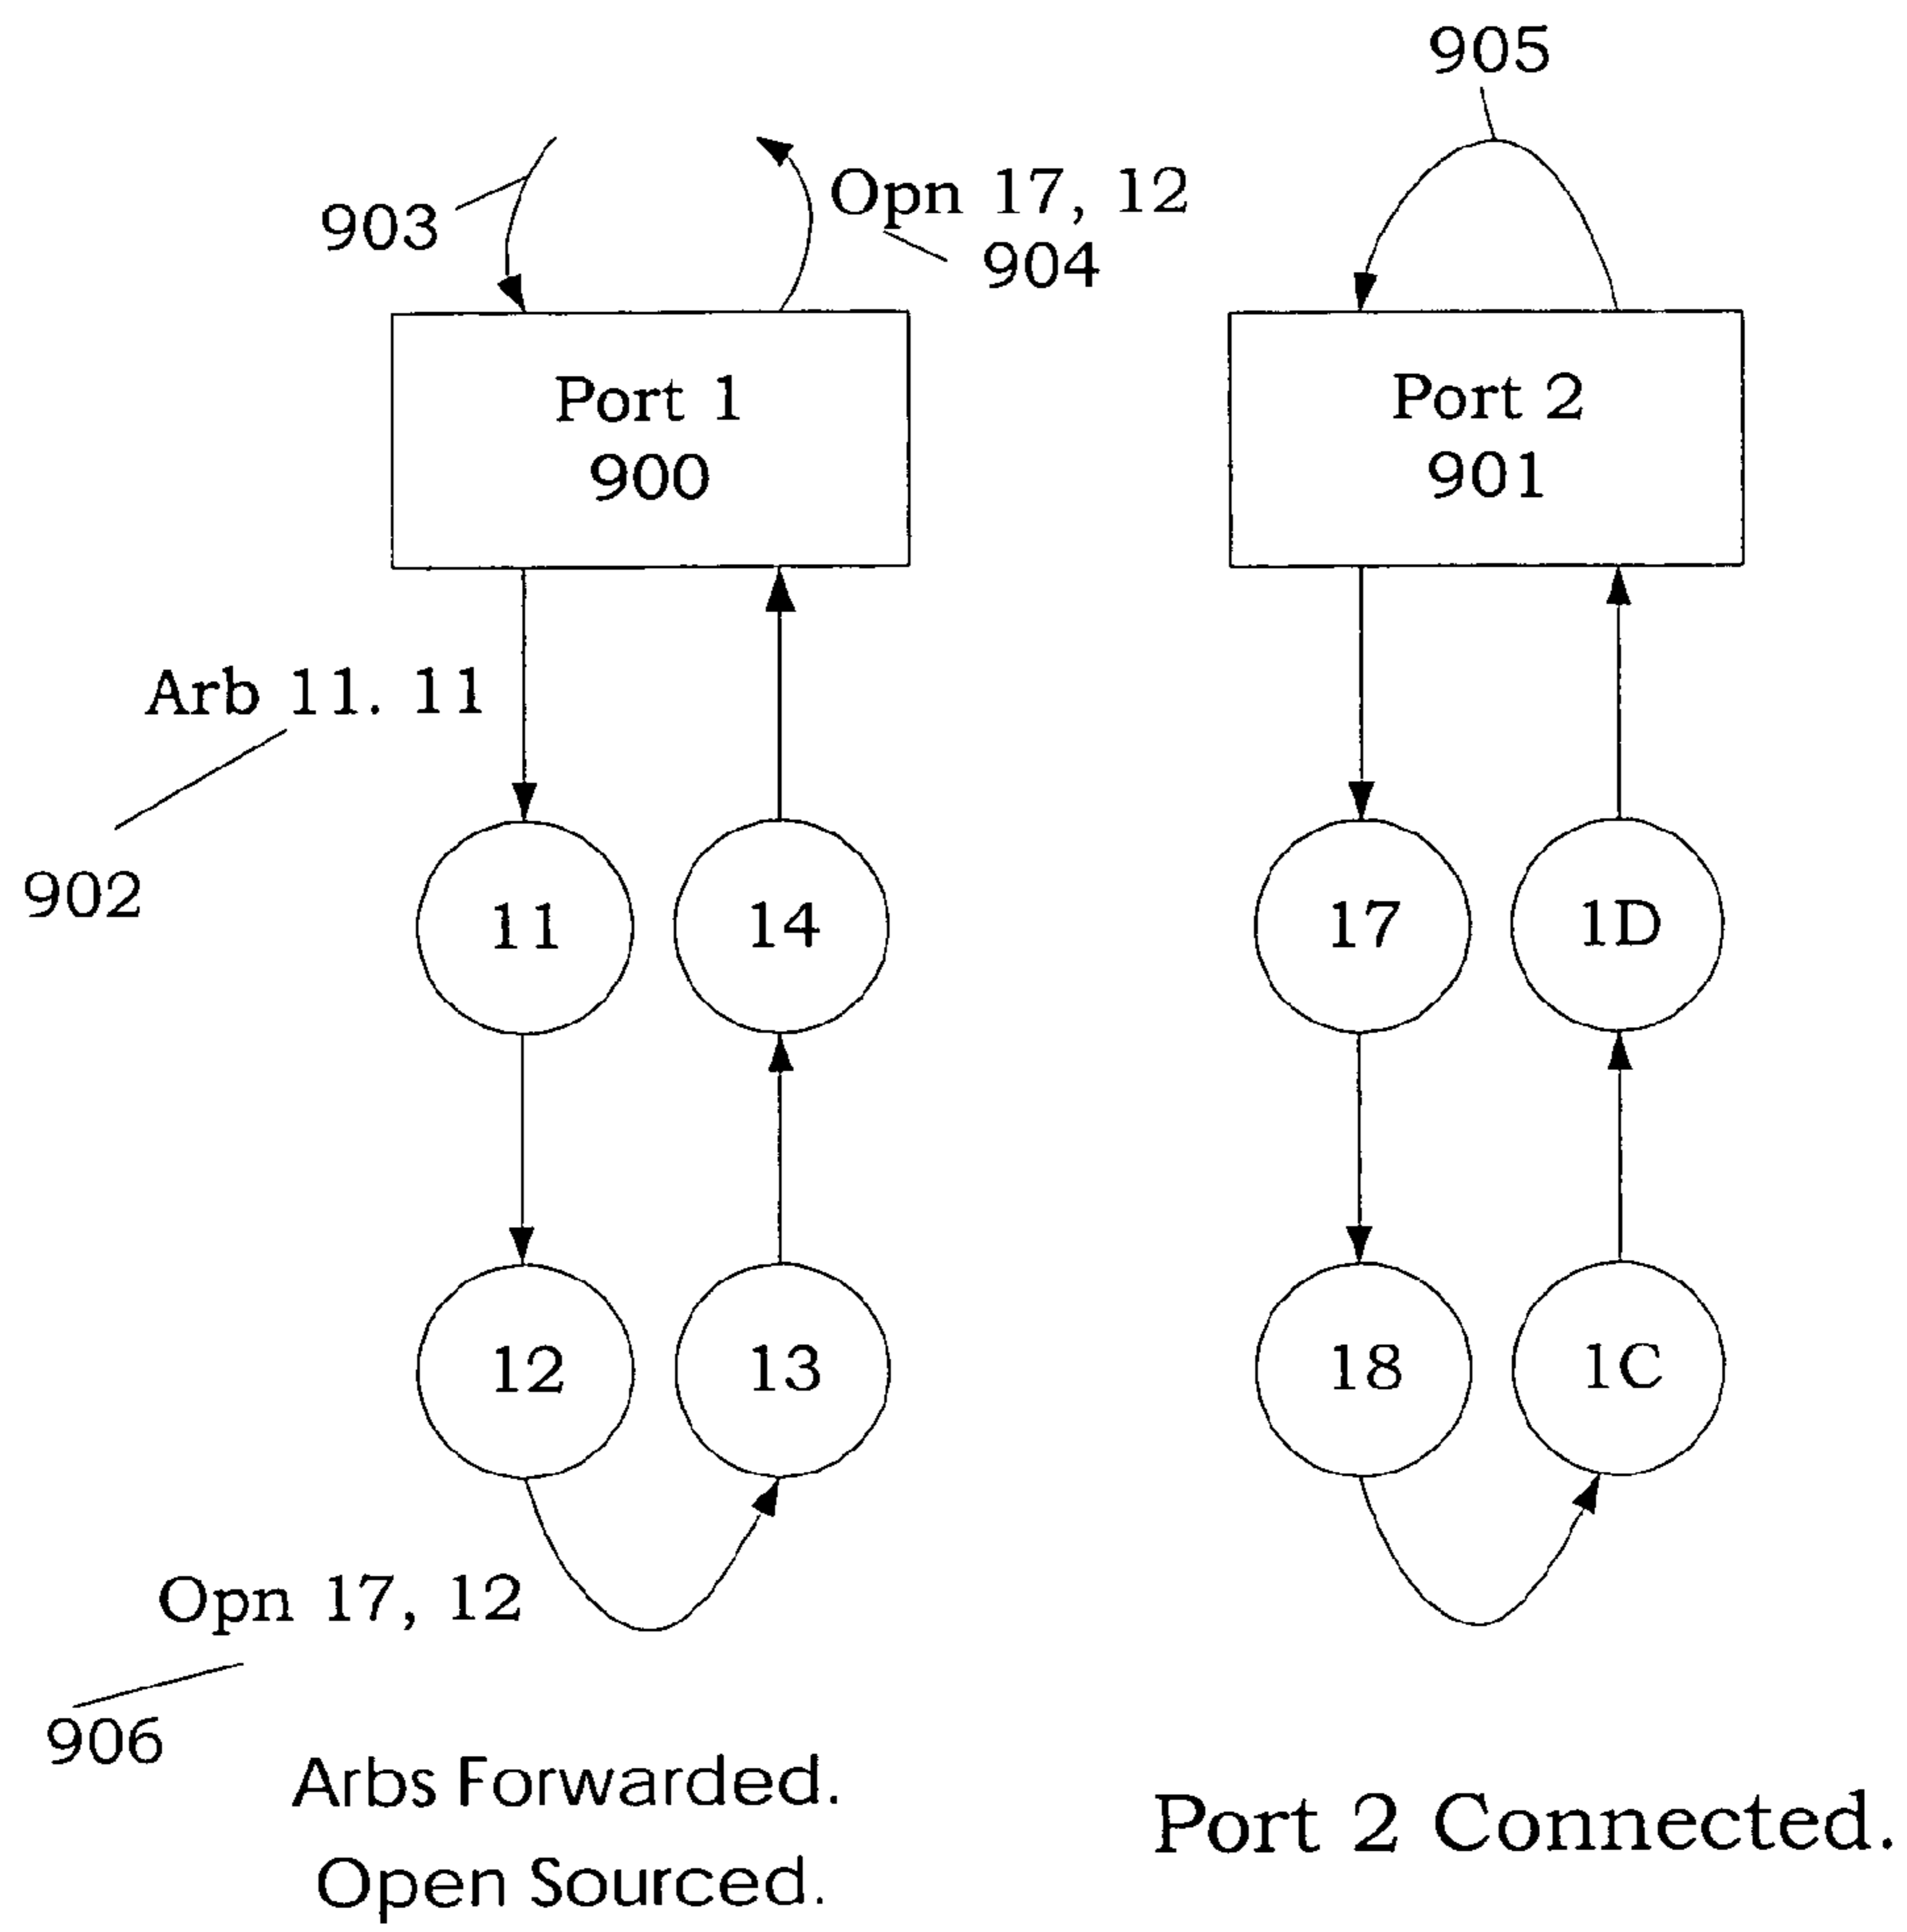 905
903
Opn 17, 12
904
Port 1
900
Port 2
901
Arb 11. 11
902
11
14
17
1D
12
13
18
1C
Opn 17, 12
906
Arbs Forwarded.
Open Sourced.
Port 2 Connected.